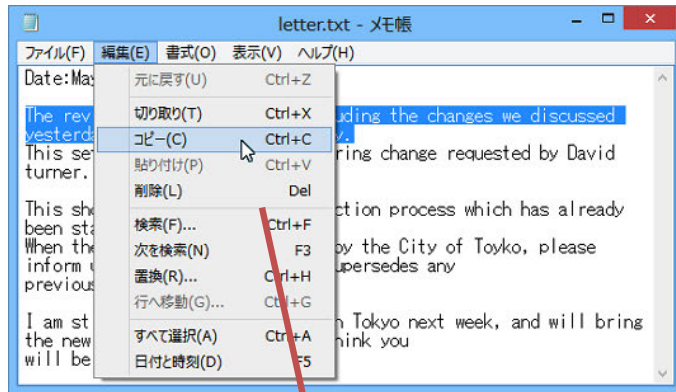 letter.txt - メモ帳
ファイル(F) 編集(E) 書式(O) 表示(V) ヘルプ(H)
元に戻す(U) Ctrl+Z
切り取り(T) Ctrl+X
コピー(C) Ctrl+C
貼り付け(P) Ctrl+V
削除(L) Del
検索(F)... Ctrl+F
次を検索(N) F3
置換(R)... Ctrl+H
行へ移動(G)... Ctrl+G
すべて選択(A) Ctrl+A
日付と時刻(D) F5
Date:May
The rev uding the changes we discussed
yesterda y.
This se ring change requested by David
turner.
This sho ction process which has already
been sta
When the by the City of Toyko, please
inform u upersedes any
previous
I am st n Tokyo next week, and will bring
the new hink you
will be